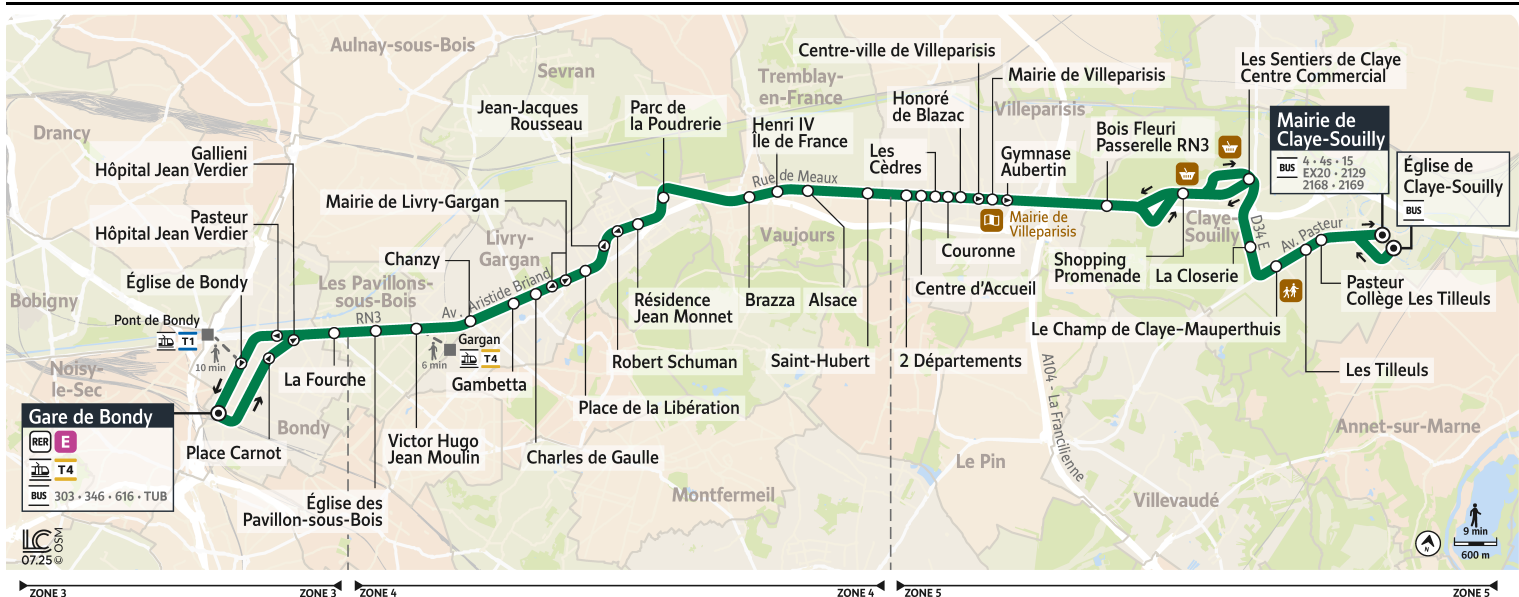 Aulnay-sous-Bois
Sevran
Tremblay-
en-France
Villeparisis
Drancy
Bobigny
Noisy-
le-Sec
Bondy
Les Pavillons-
sous-Bois
Livry-
Gargan
Vaujours
Montfermeil
Le Pin
Villevaudé
Annet-sur-Marne
Claye-
Souilly
Gare de Bondy
RER E
T4
BUS 303 • 346 • 616 • TUB
Place Carnot
Pont de Bondy
T1
10 min
Église de Bondy
Pasteur
Hôpital Jean Verdier
Gallieni
Hôpital Jean Verdier
La Fourche
RN3
Église des
Pavillon-sous-Bois
Victor Hugo
Jean Moulin
Chanzy
Gargan
T4
6 min
Av. Aristide Briand
Gambetta
Charles de Gaulle
Mairie de Livry-Gargan
Place de la Libération
Jean-Jacques
Rousseau
Robert Schuman
Résidence
Jean Monnet
Parc de
la Poudrerie
Brazza
Henri IV
Île de France
Rue de Meaux
Alsace
Saint-Hubert
2 Départements
Centre d'Accueil
Les
Cèdres
Couronne
Honoré
de Blazac
Centre-ville de Villeparisis
Mairie de Villeparisis
Mairie de
Villeparisis
Gymnase
Aubertin
A104 - La Francilienne
Bois Fleuri
Passerelle RN3
Shopping
Promenade
Les Sentiers de Claye
Centre Commercial
D34E
La Closerie
Le Champ de Claye–Mauperthuis
Les Tilleuls
Av. Pasteur
Pasteur
Collège Les Tilleuls
Mairie de
Claye-Souilly
BUS
4 • 4s • 15
EX20 • 2129
2168 • 2169
Église de
Claye-Souilly
BUS
LC
07.25 © OSM
N
9 min
600 m
ZONE 3
ZONE 3
ZONE 4
ZONE 4
ZONE 5
ZONE 5